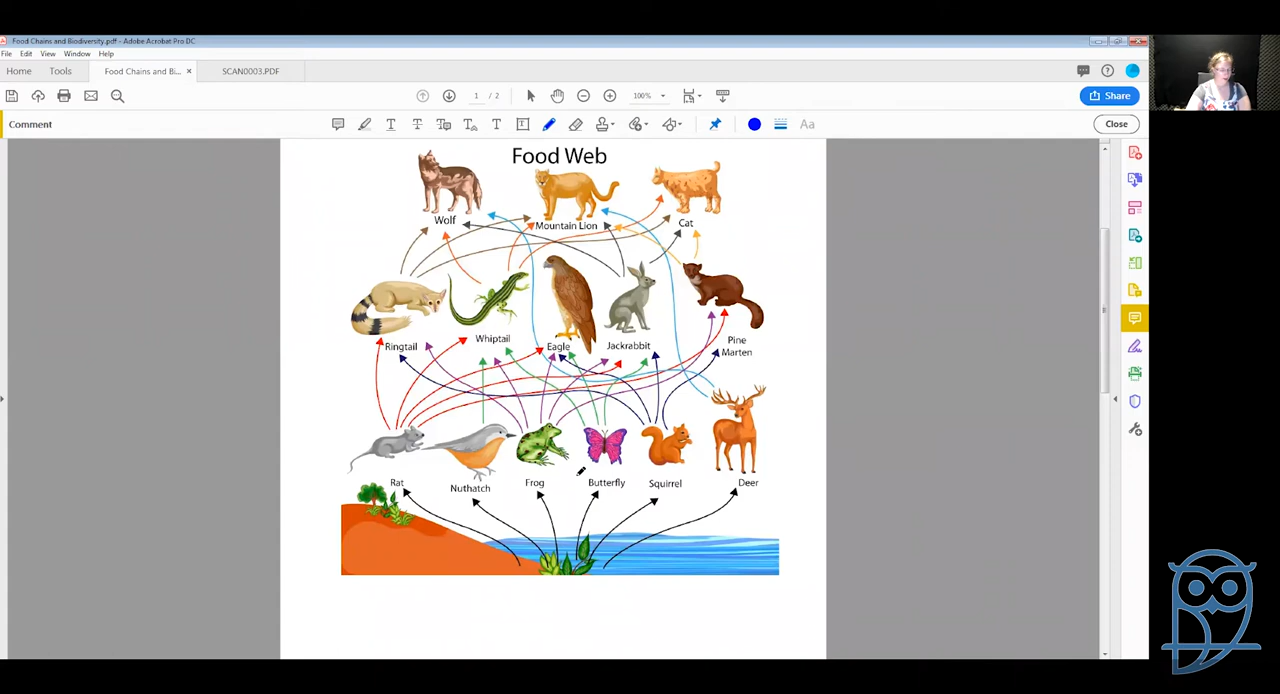 Food Chains and Biodiversity.pdf - Adobe Acrobat Pro DC
File Edit View Window Help
Home Tools Food Chains and Bi... × SCAN0003.PDF
1 / 2 100% Share
Comment Aa Close
Food Web
Wolf Mountain Lion Cat
Ringtail Whiptail Eagle Jackrabbit Pine
Marten
Rat Nuthatch Frog Butterfly Squirrel Deer